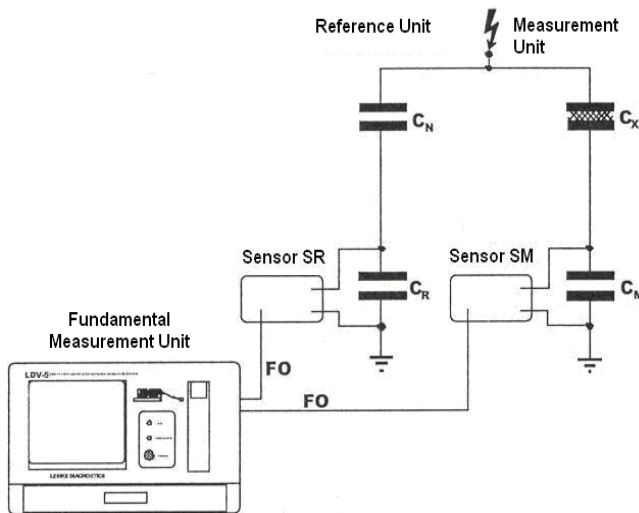 Reference Unit
Measurement
Unit
C_N
C_X
Sensor SR
Sensor SM
C_R
C_M
Fundamental
Measurement Unit
FO
FO
LDV-5
LEMKE DIAGNOSTICS